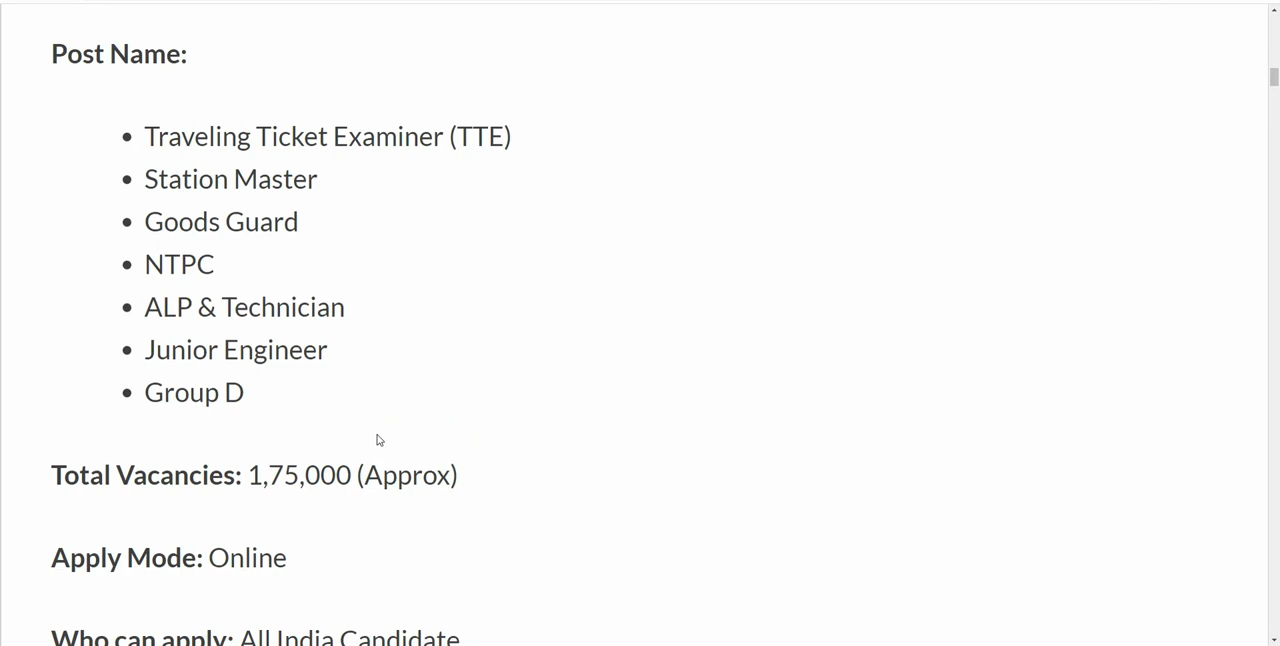 Post Name:
Traveling Ticket Examiner (TTE)
Station Master
Goods Guard
NTPC
ALP & Technician
Junior Engineer
Group D
Total Vacancies: 1,75,000 (Approx)
Apply Mode: Online
Who can apply: All India Candidate